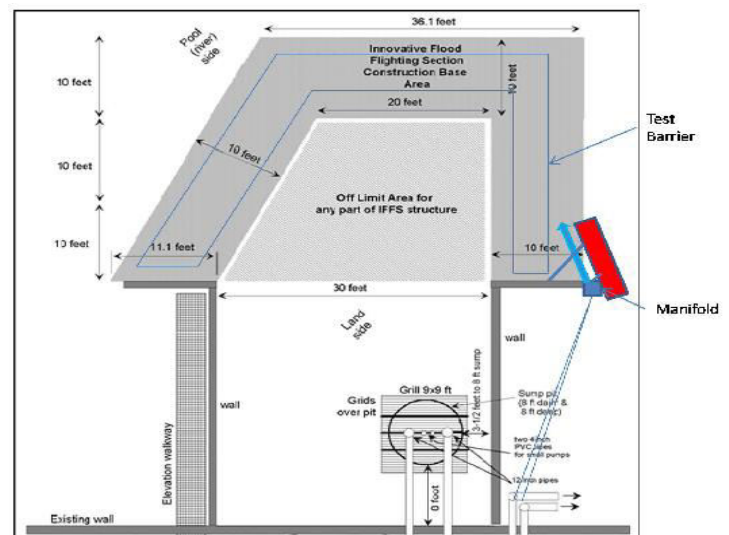 36.1 feet
Pool
(river)
side
Innovative Flood
Flighting Section
Construction Base
Area
10 feet
10 feet
20 feet
Test
Barrier
10 feet
10 feet
Off Limit Area for
any part of IFFS structure
10 feet
11.1 feet
10 feet
30 feet
Manifold
Land
side
wall
wall
Grill 9x9 ft
Grids
over pit
3-1/2 feet to 8 ft sump
Sump pit
(8 ft diam &
8 ft deep)
two 4 inch
PVC pipes
for small pumps
12 inch pipes
0 foot
Elevation walkway
Existing wall